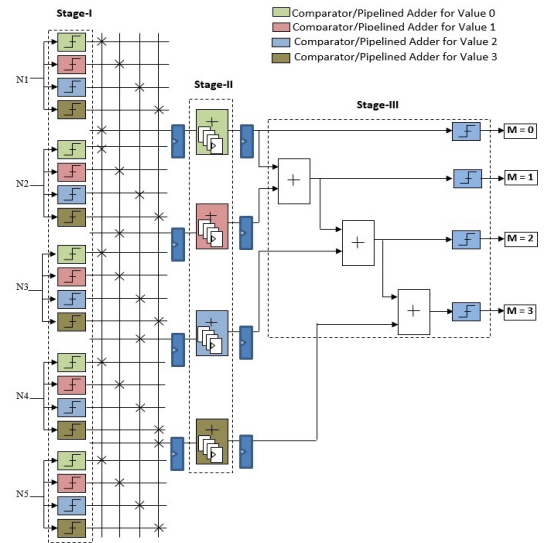 Stage-I
Comparator/Pipelined Adder for Value 0
Comparator/Pipelined Adder for Value 1
Comparator/Pipelined Adder for Value 2
Comparator/Pipelined Adder for Value 3
N1
Stage-II
Stage-III
M = 0
N2
M = 1
M = 2
N3
M = 3
N4
N5